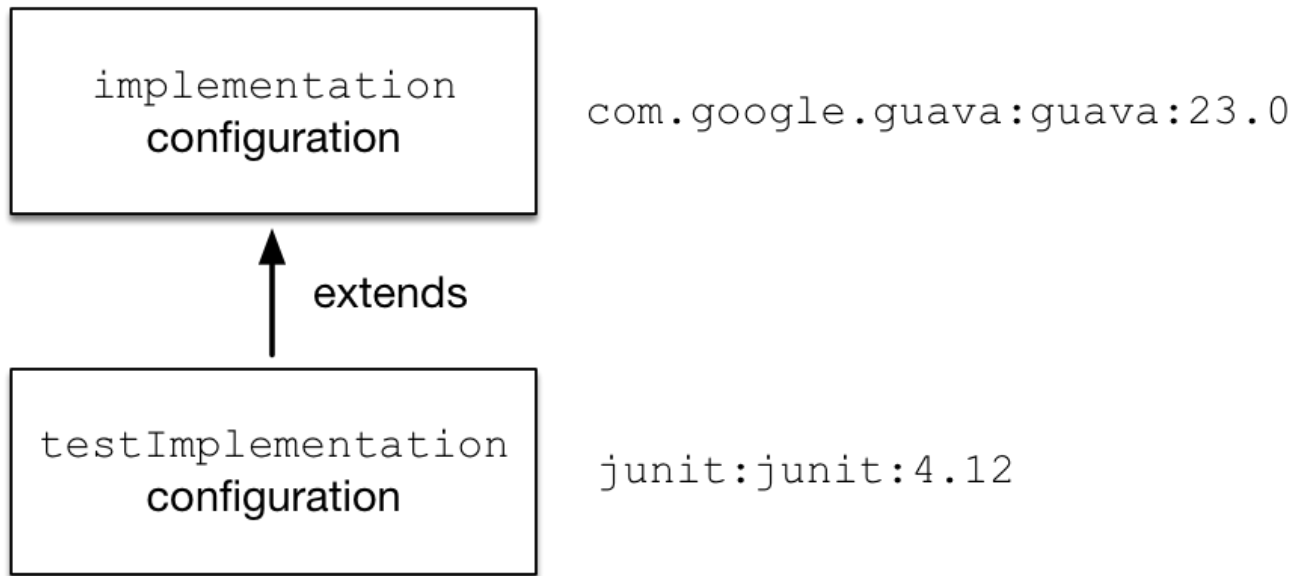 implementation
configuration
com.google.guava:guava:23.0
extends
testImplementation
configuration
junit:junit:4.12